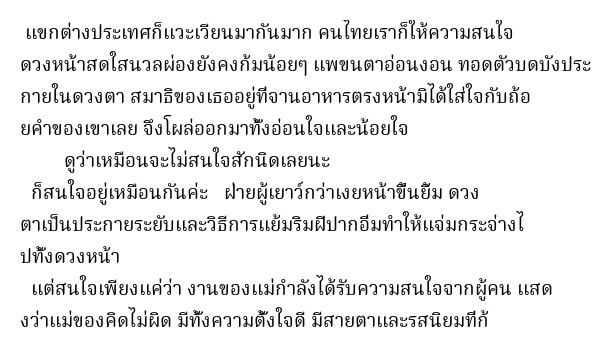 แขกต่างประเทศก็แวะเวียนมากันมาก คนไทยเราก็ให้ความสนใจ
ดวงหน้าสดใสนวลผ่องยังคงก้มน้อยๆ แพขนตาอ่อนงอน ทอดตัวบดบังประ
กายในดวงตา สมาธิของเธออยู่ที่จานอาหารตรงหน้ามิได้ใส่ใจกับถ้อ
ยคำของเขาเลย จึงโผล่ออกมาทั้งอ่อนใจและน้อยใจ
ดูว่าเหมือนจะไม่สนใจสักนิดเลยนะ
ก็สนใจอยู่เหมือนกันค่ะ ฝ่ายผู้เยาว์กว่าเงยหน้าขึ้นยิ้ม ดวง
ตาเป็นประกายระยับและวิธีการแย้มริมฝีปากอิ่มทำให้แจ่มกระจ่างไ
ปทั้งดวงหน้า
แต่สนใจเพียงแค่ว่า งานของแม่กำลังได้รับความสนใจจากผู้คน แสด
งว่าแม่ของคิดไม่ผิด มีทั้งความตั้งใจดี มีสายตาและรสนิยมที่ก้